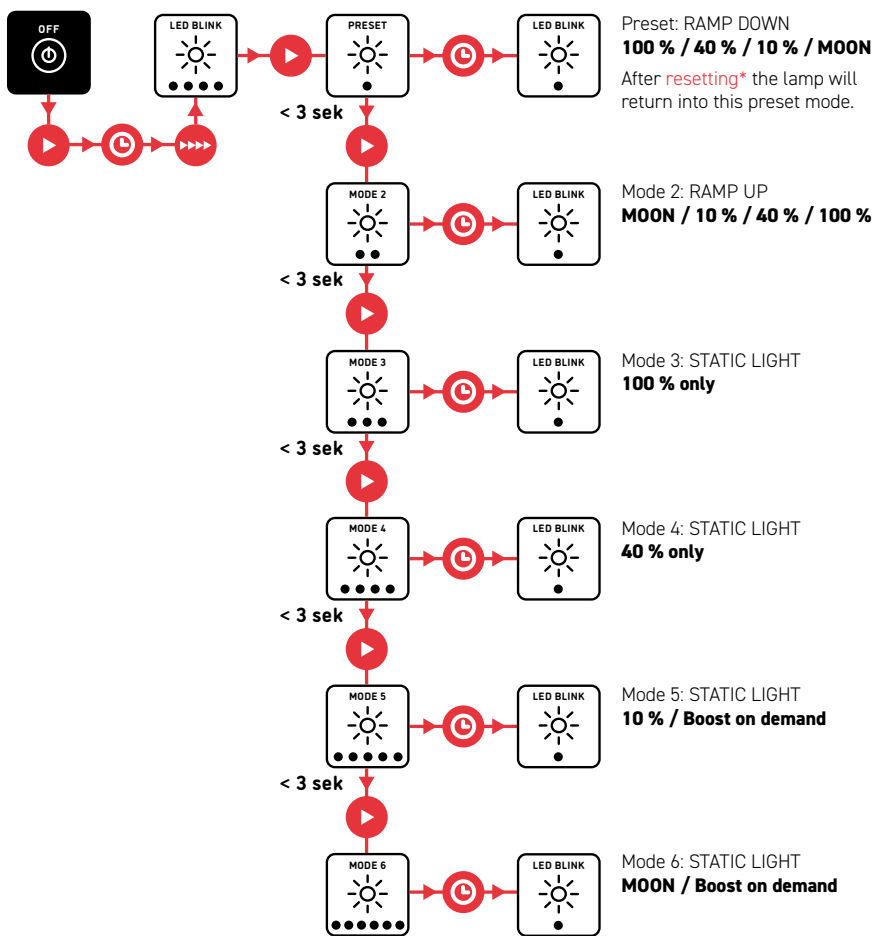 OFF
LED BLINK
PRESET
LED BLINK
Preset: RAMP DOWN
100 % / 40 % / 10 % / MOON
After resetting* the lamp will
return into this preset mode.
< 3 sek
MODE 2
LED BLINK
Mode 2: RAMP UP
MOON / 10 % / 40 % / 100 %
< 3 sek
MODE 3
LED BLINK
Mode 3: STATIC LIGHT
100 % only
< 3 sek
MODE 4
LED BLINK
Mode 4: STATIC LIGHT
40 % only
< 3 sek
MODE 5
LED BLINK
Mode 5: STATIC LIGHT
10 % / Boost on demand
< 3 sek
MODE 6
LED BLINK
Mode 6: STATIC LIGHT
MOON / Boost on demand